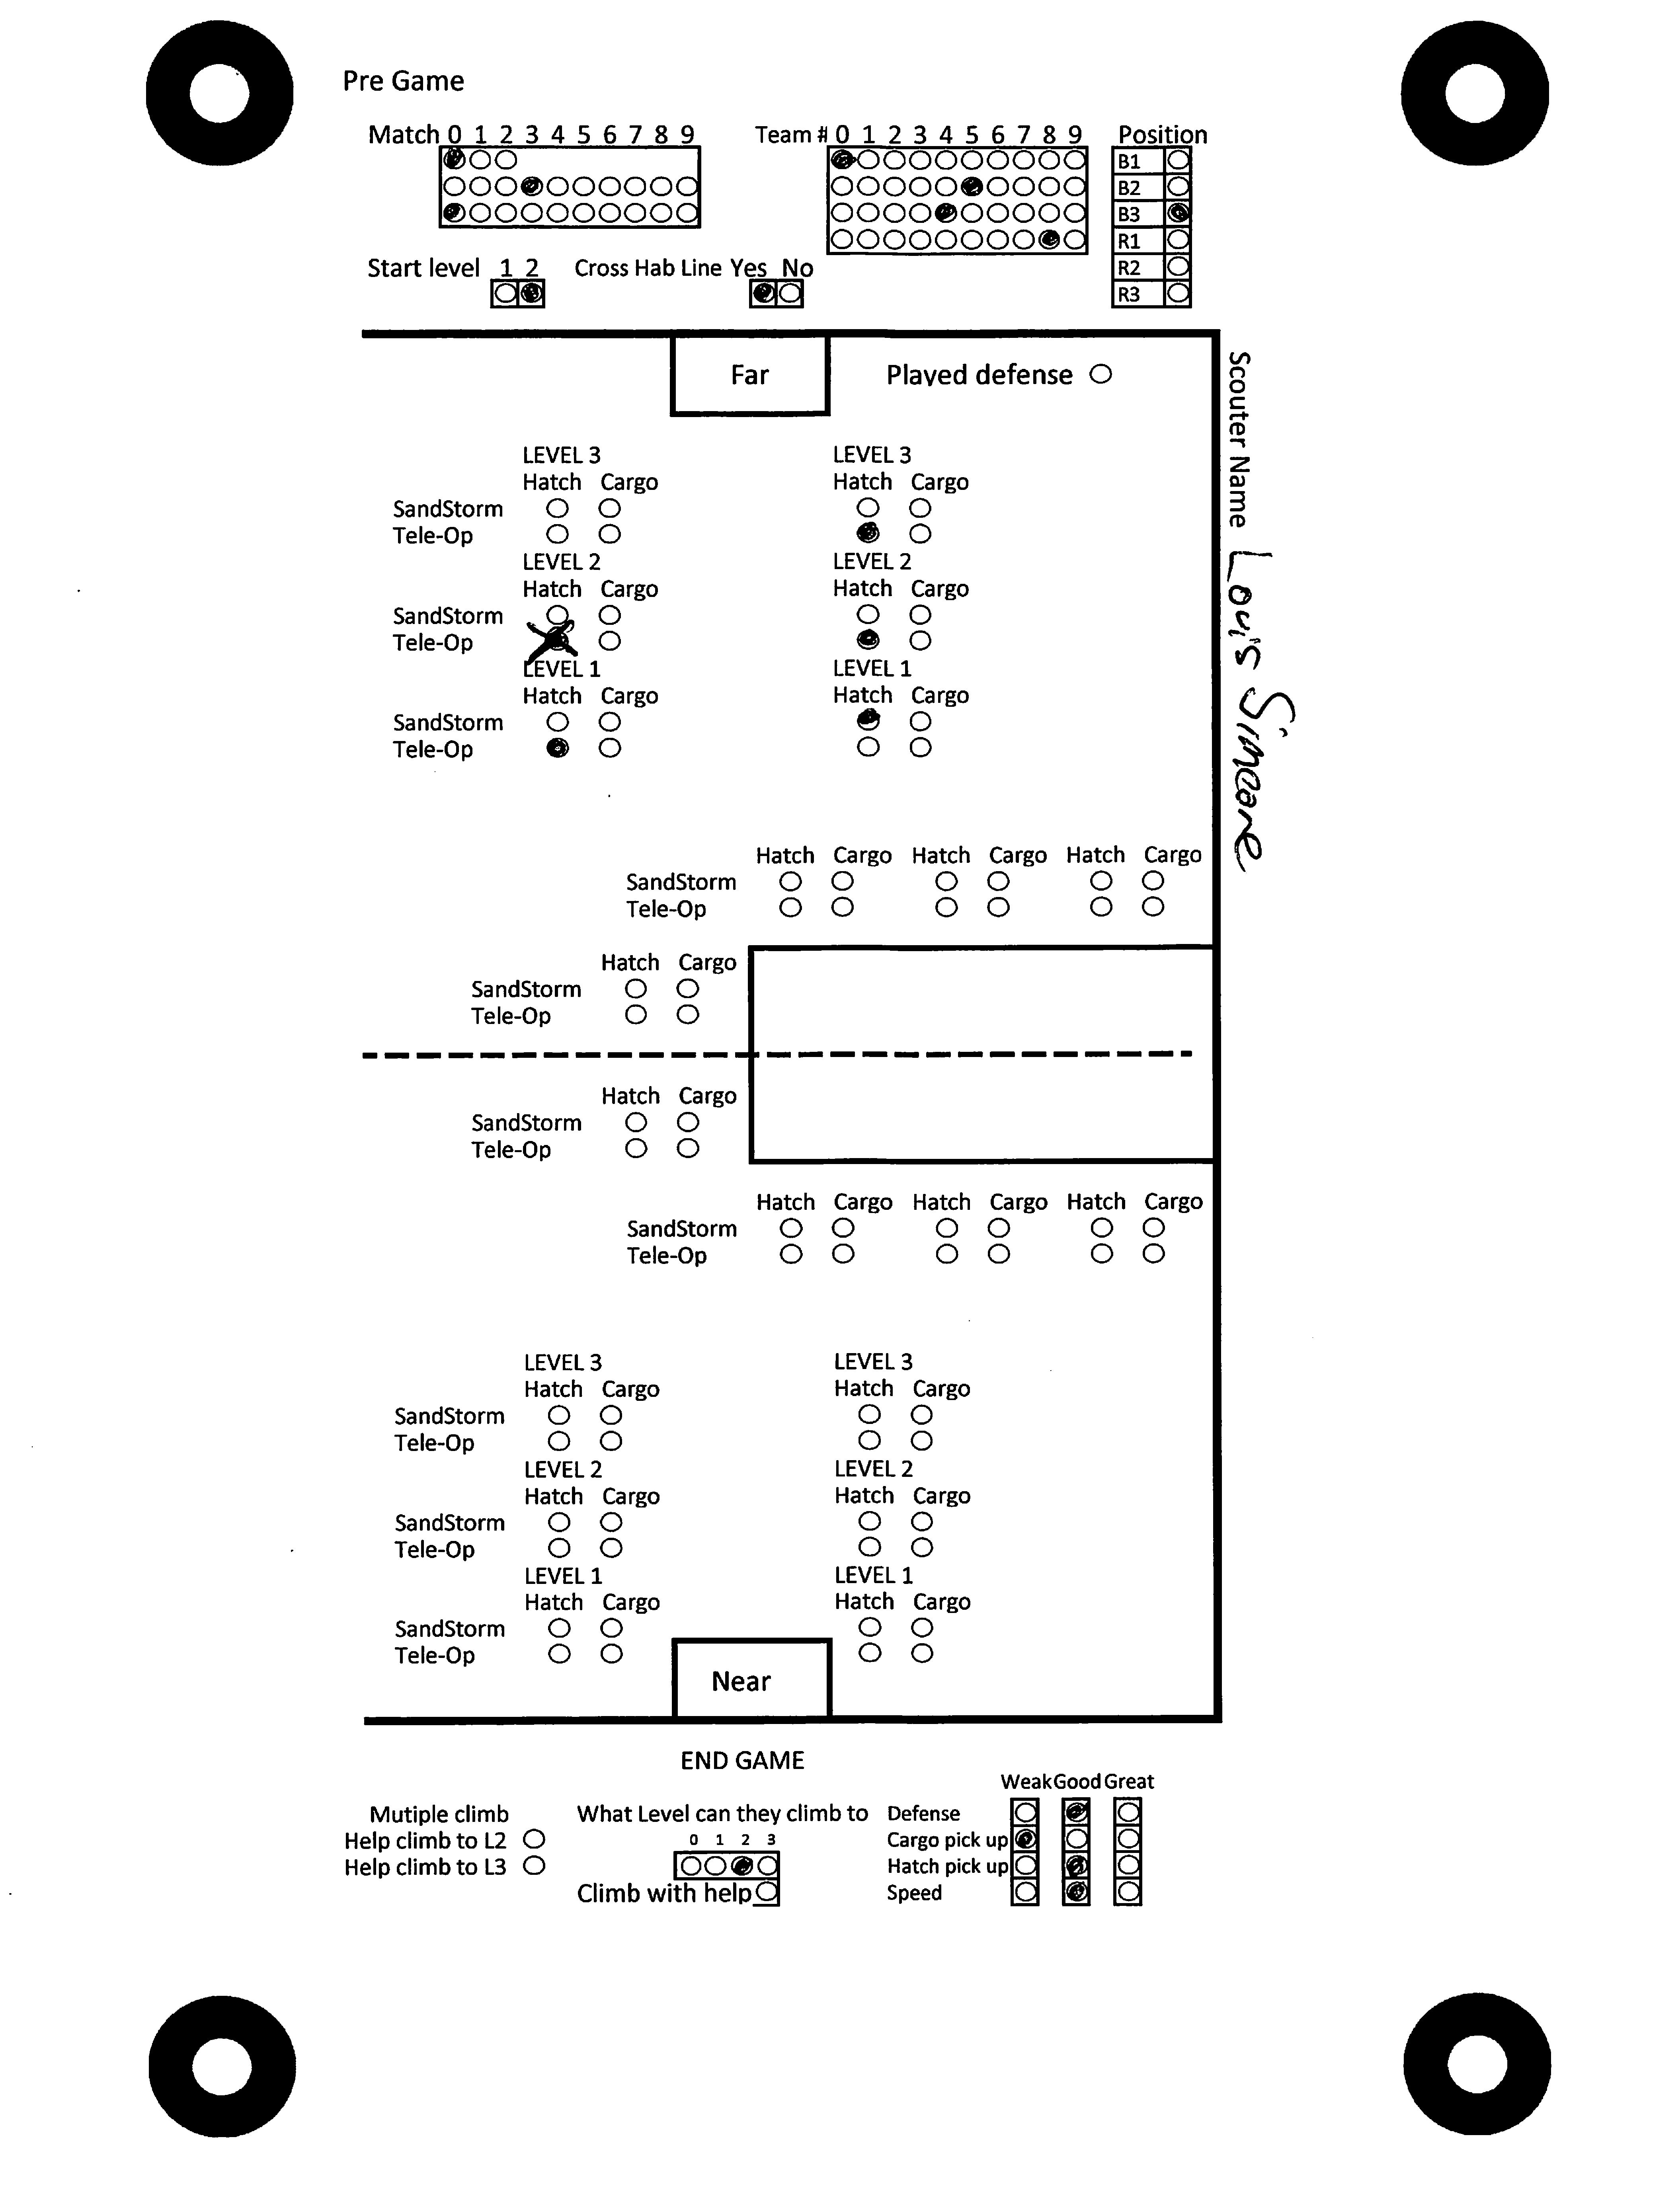 Pre Game
Match 0 1 2 3 4 5 6 7 8 9
Team # 0 1 2 3 4 5 6 7 8 9
Position
B1
B2
B3
R1
R2
R3
Start level 1 2
Cross Hab Line Yes No
Far
Played defense
Scouter Name Louis Simeone
LEVEL 3 LEVEL 3
Hatch Cargo Hatch Cargo
SandStorm
Tele-Op
LEVEL 2 LEVEL 2
Hatch Cargo Hatch Cargo
SandStorm
Tele-Op
LEVEL 1 LEVEL 1
Hatch Cargo Hatch Cargo
SandStorm
Tele-Op
Hatch Cargo Hatch Cargo Hatch Cargo
SandStorm
Tele-Op
Hatch Cargo
SandStorm
Tele-Op
Hatch Cargo
SandStorm
Tele-Op
Hatch Cargo Hatch Cargo Hatch Cargo
SandStorm
Tele-Op
LEVEL 3 LEVEL 3
Hatch Cargo Hatch Cargo
SandStorm
Tele-Op
LEVEL 2 LEVEL 2
Hatch Cargo Hatch Cargo
SandStorm
Tele-Op
LEVEL 1 LEVEL 1
Hatch Cargo Hatch Cargo
SandStorm
Tele-Op
Near
END GAME
Mutiple climb
Help climb to L2
Help climb to L3
What Level can they climb to
0 1 2 3
Climb with help
Weak Good Great
Defense
Cargo pick up
Hatch pick up
Speed